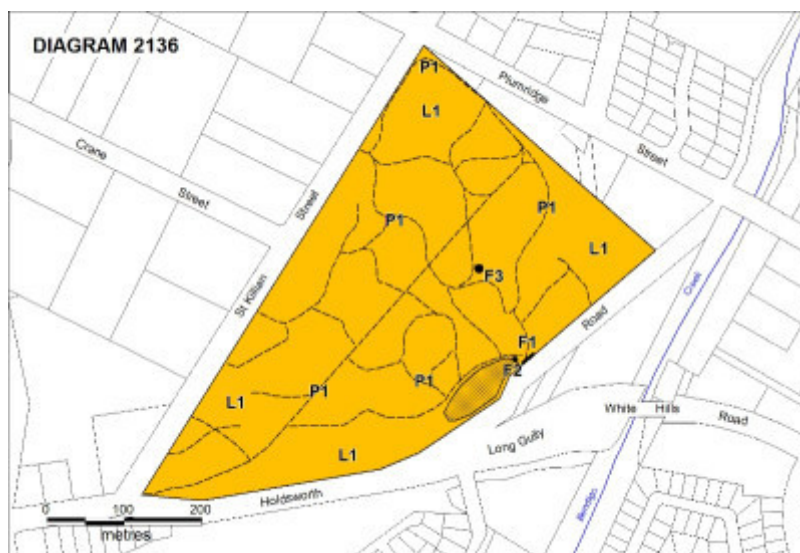 DIAGRAM 2136
P1
Plumridge
Street
L1
Crane
Street
Street
P1
P1
L1
F3
St Killian
Creek
Road
F1
F2
P1
P1
L1
White Hills
Road
Long Gully
L1
Holdsworth
Bendigo
0 100 200
metres